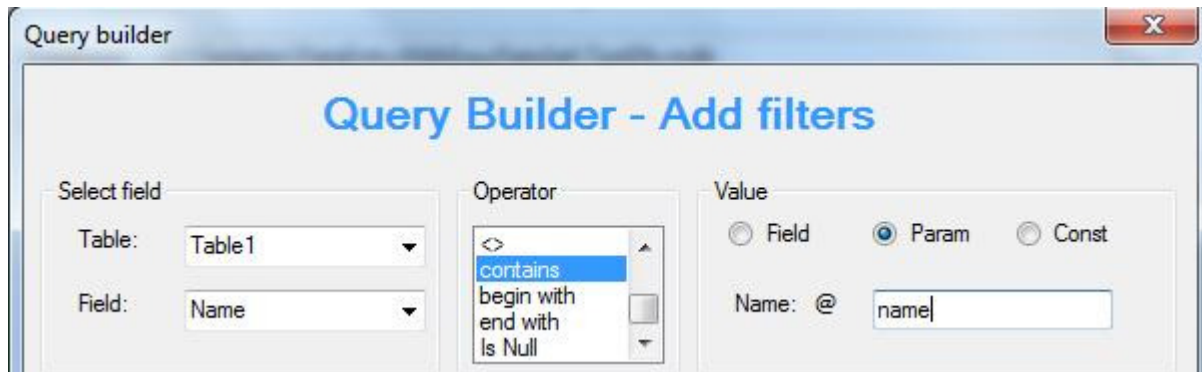 Query builder
Query Builder - Add filters
Select field
Table:
Table1
Field:
Name
Operator
<>
contains
begin with
end with
Is Null
Value
Field
Param
Const
Name: @
name